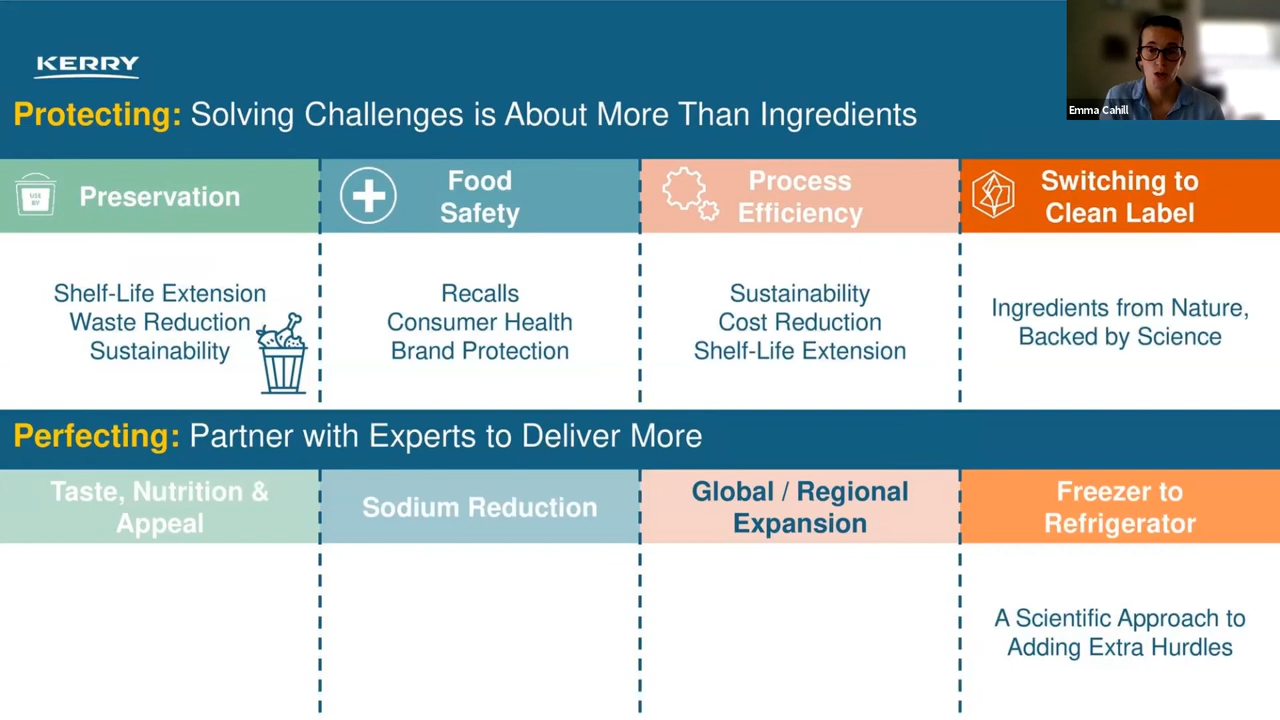 KERRY
Emma Cahill
Protecting: Solving Challenges is About More Than Ingredients
USE
BY
Preservation
Food
Safety
Process
Efficiency
Switching to
Clean Label
Shelf-Life Extension
Waste Reduction
Sustainability
Recalls
Consumer Health
Brand Protection
Sustainability
Cost Reduction
Shelf-Life Extension
Ingredients from Nature,
Backed by Science
Perfecting: Partner with Experts to Deliver More
Taste, Nutrition &
Appeal
Sodium Reduction
Global / Regional
Expansion
Freezer to
Refrigerator
A Scientific Approach to
Adding Extra Hurdles